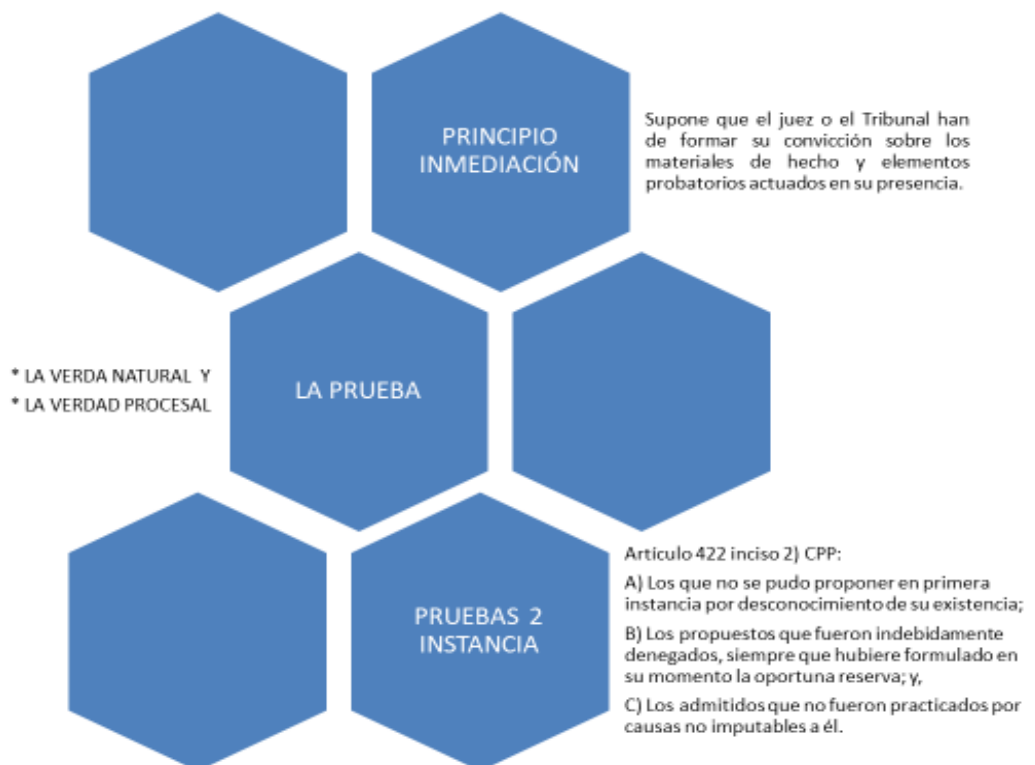 PRINCIPIO
INMEDIACIÓN
Supone que el juez o el Tribunal han
de formar su convicción sobre los
materiales de hecho y elementos
probatorios actuados en su presencia.
* LA VERDA NATURAL Y
* LA VERDAD PROCESAL
LA PRUEBA
PRUEBAS 2
INSTANCIA
Artículo 422 inciso 2) CPP:
A) Los que no se pudo proponer en primera
instancia por desconocimiento de su existencia;
B) Los propuestos que fueron indebidamente
denegados, siempre que hubiere formulado en
su momento la oportuna reserva; y,
C) Los admitidos que no fueron practicados por
causas no imputables a él.